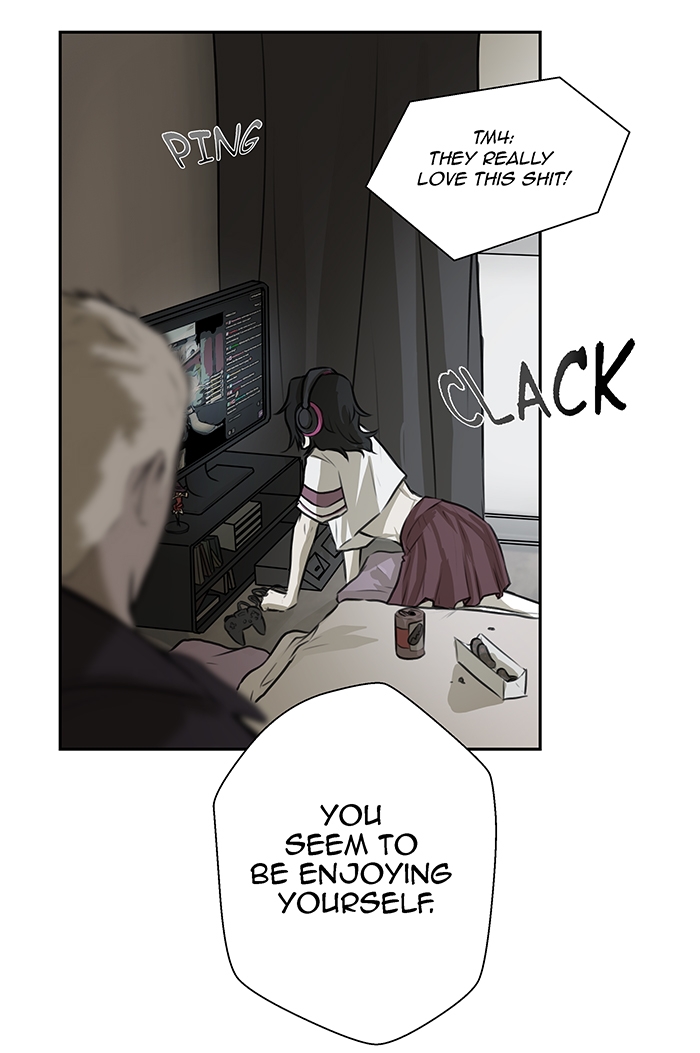 PING
TM4:
THEY REALLY
LOVE THIS SHIT!
CLACK
YOU
SEEM TO
BE ENJOYING
YOURSELF.